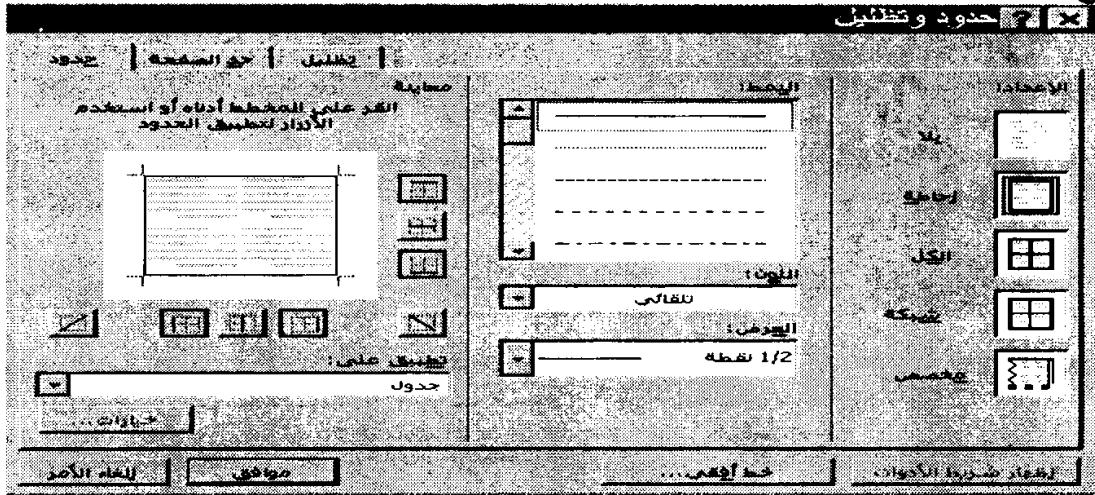 حدود وتظليل
حدود
حد الصفحة
تظليل
الإعداد:
بلا
إحاطة
الكل
شبكة
مخصص
النمط:
اللون:
تلقائي
العرض:
1/2 نقطة
معاينة
انقر على المخطط أدناه أو استخدم
الأزرار لتطبيق الحدود
تطبيق على:
جدول
خيارات...
إظهار شريط الأدوات
خط أفقي...
موافق
إلغاء الأمر